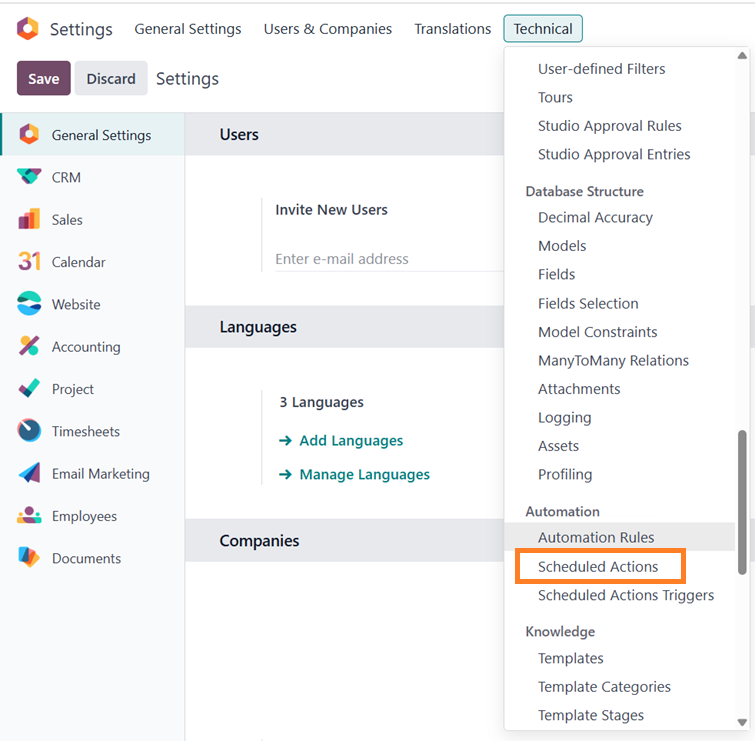 Settings
General Settings
Users & Companies
Translations
Technical
Save
Discard
Settings
General Settings
CRM
Sales
31
Calendar
Website
Accounting
Project
Timesheets
Email Marketing
Employees
Documents
Users
Invite New Users
Enter e-mail address
Languages
3 Languages
→ Add Languages
→ Manage Languages
Companies
User-defined Filters
Tours
Studio Approval Rules
Studio Approval Entries
Database Structure
Decimal Accuracy
Models
Fields
Fields Selection
Model Constraints
ManyToMany Relations
Attachments
Logging
Assets
Profiling
Automation
Automation Rules
Scheduled Actions
Scheduled Actions Triggers
Knowledge
Templates
Template Categories
Template Stages